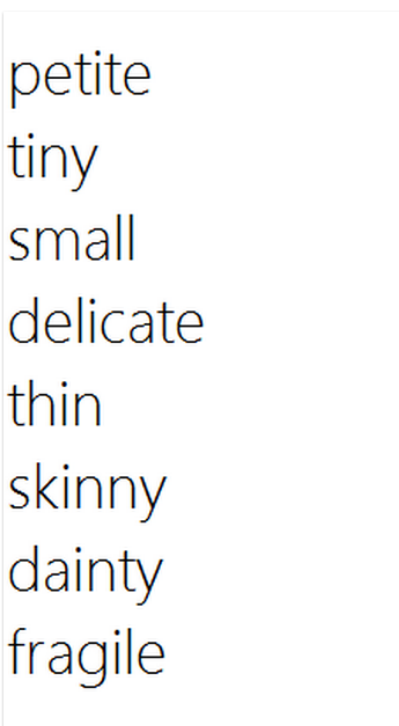 petite
tiny
small
delicate
thin
skinny
dainty
fragile